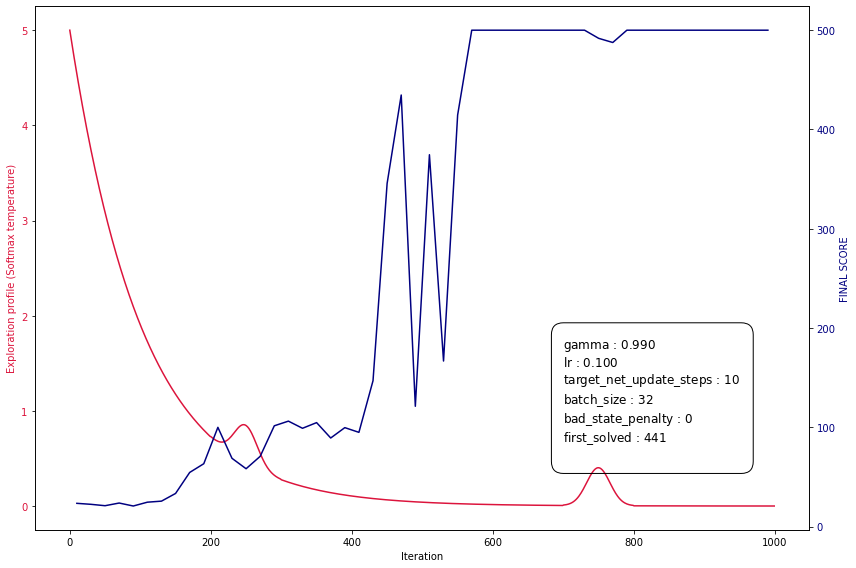 5
4
3
2
1
0
Exploration profile (Softmax temperature)
500
400
300
200
100
0
FINAL SCORE
gamma : 0.990
lr : 0.100
target_net_update_steps : 10
batch_size : 32
bad_state_penalty : 0
first_solved : 441
0 200 400 600 800 1000
Iteration